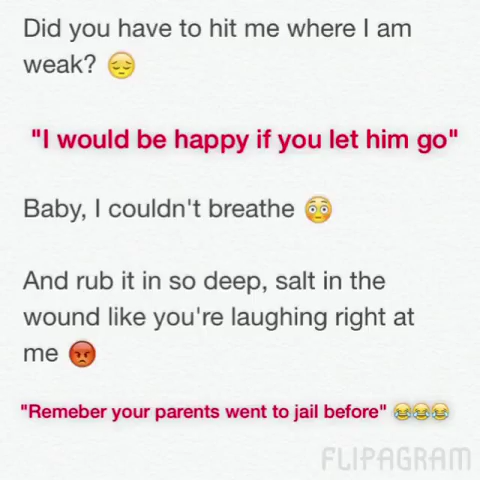 Did you have to hit me where I am
weak? 😔
"I would be happy if you let him go"
Baby, I couldn't breathe 😳
And rub it in so deep, salt in the
wound like you're laughing right at
me 😡
"Remeber your parents went to jail before" 😂😂😂
FLIPAGRAM